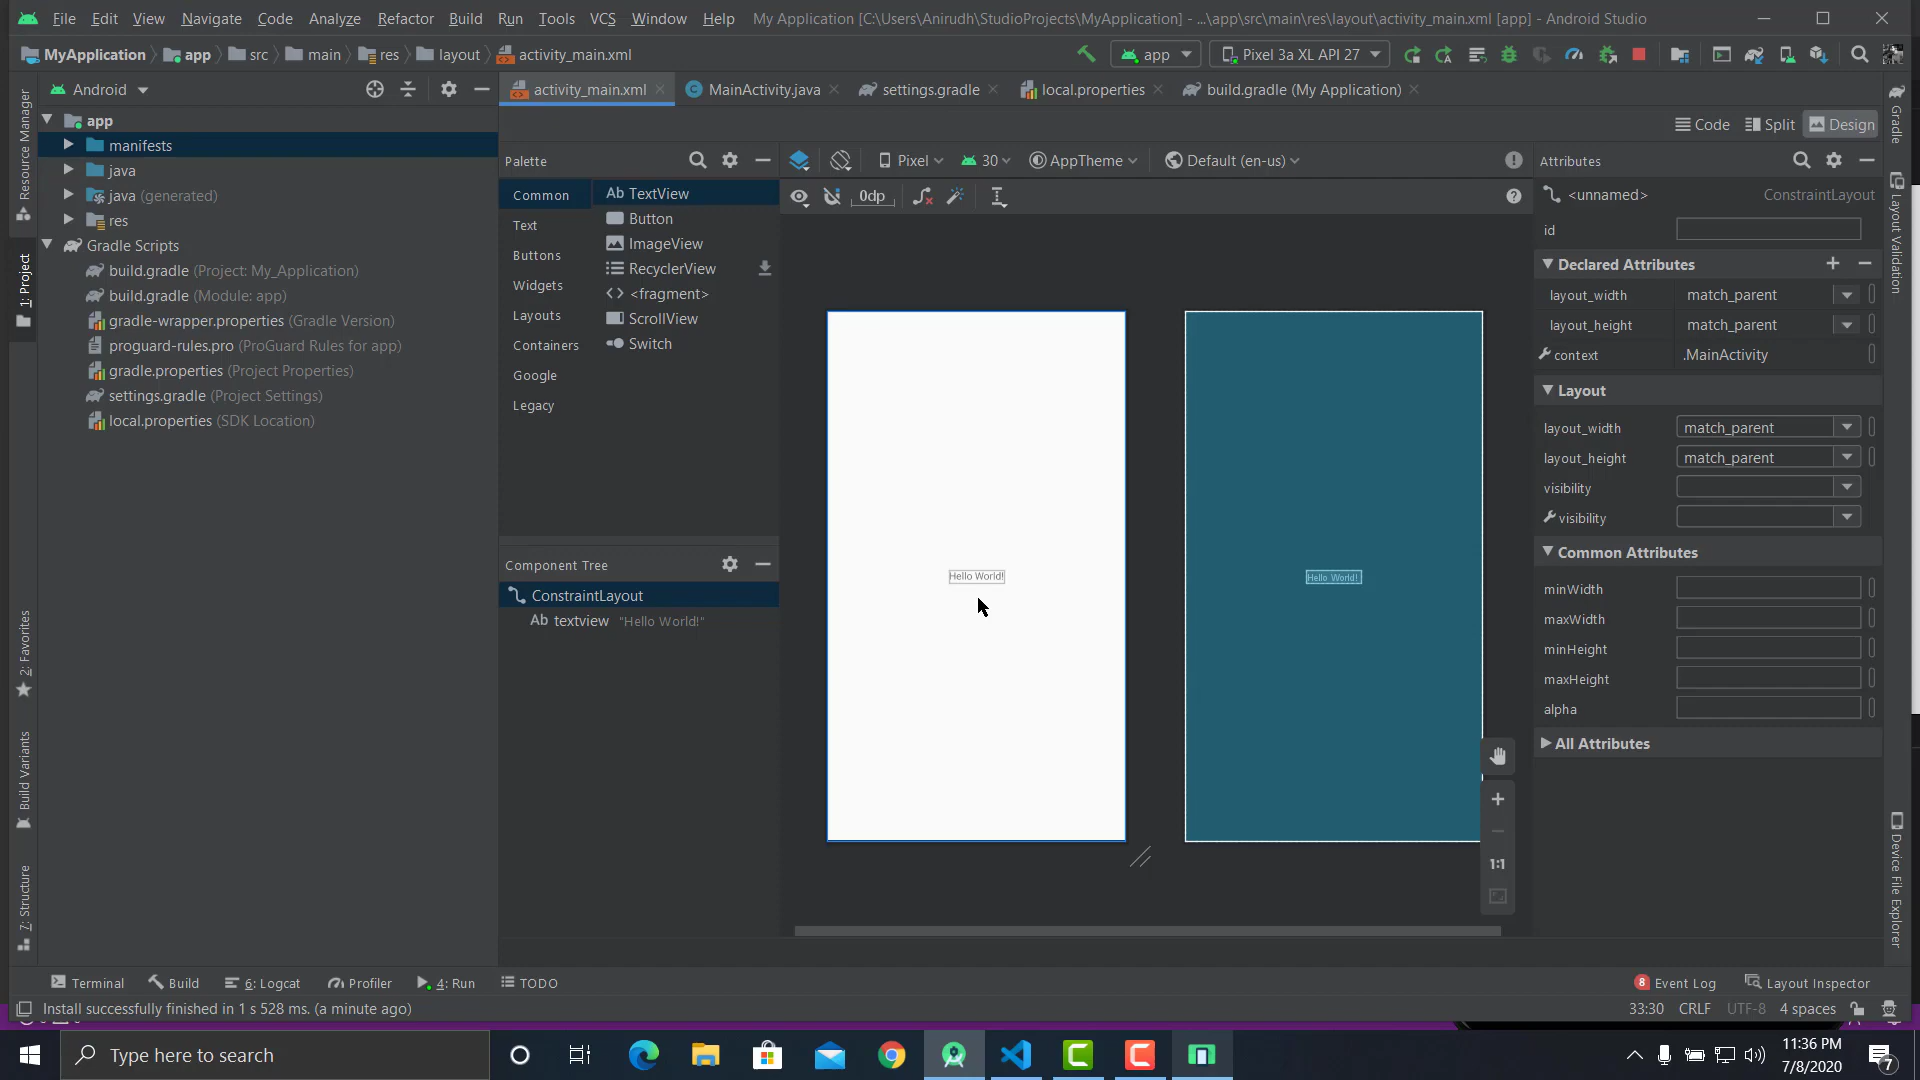 File Edit View Navigate Code Analyze Refactor Build Run Tools VCS Window Help My Application [C:\Users\Anirudh\StudioProjects\MyApplication] - ...\app\src\main\res\layout\activity_main.xml [app] - Android Studio
MyApplication app src main res layout activity_main.xml app Pixel 3a XL API 27
Android
activity_main.xml MainActivity.java settings.gradle local.properties build.gradle (My Application)
app
manifests
java
java (generated)
res
Gradle Scripts
build.gradle (Project: My_Application)
build.gradle (Module: app)
gradle-wrapper.properties (Gradle Version)
proguard-rules.pro (ProGuard Rules for app)
gradle.properties (Project Properties)
settings.gradle (Project Settings)
local.properties (SDK Location)
Resource Manager
1: Project
2: Favorites
Build Variants
7: Structure
Code Split Design
Palette
Common
Text
Buttons
Widgets
Layouts
Containers
Google
Legacy
Ab TextView
Button
ImageView
RecyclerView
<> <fragment>
ScrollView
Switch
Component Tree
ConstraintLayout
Ab textview "Hello World!"
Pixel 30 AppTheme Default (en-us)
0dp
Hello World!
Hello World!
1:1
Attributes
<unnamed> ConstraintLayout
id
Declared Attributes
layout_width match_parent
layout_height match_parent
context .MainActivity
Layout
layout_width match_parent
layout_height match_parent
visibility
visibility
Common Attributes
minWidth
maxWidth
minHeight
maxHeight
alpha
All Attributes
Gradle
Layout Validation
Device File Explorer
Terminal Build 6: Logcat Profiler 4: Run TODO 8 Event Log Layout Inspector
Install successfully finished in 1 s 528 ms. (a minute ago) 33:30 CRLF UTF-8 4 spaces
Type here to search
11:36 PM
7/8/2020
7